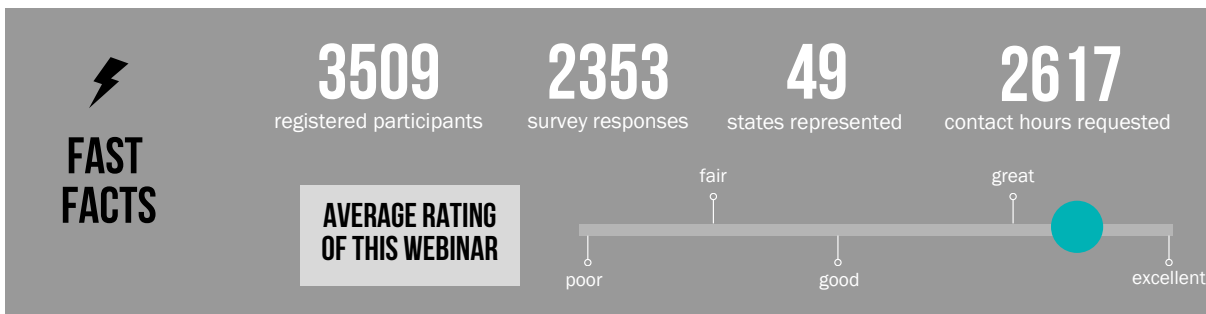 FAST
FACTS
3509
registered participants
2353
survey responses
49
states represented
2617
contact hours requested
AVERAGE RATING
OF THIS WEBINAR
poor
fair
good
great
excellent